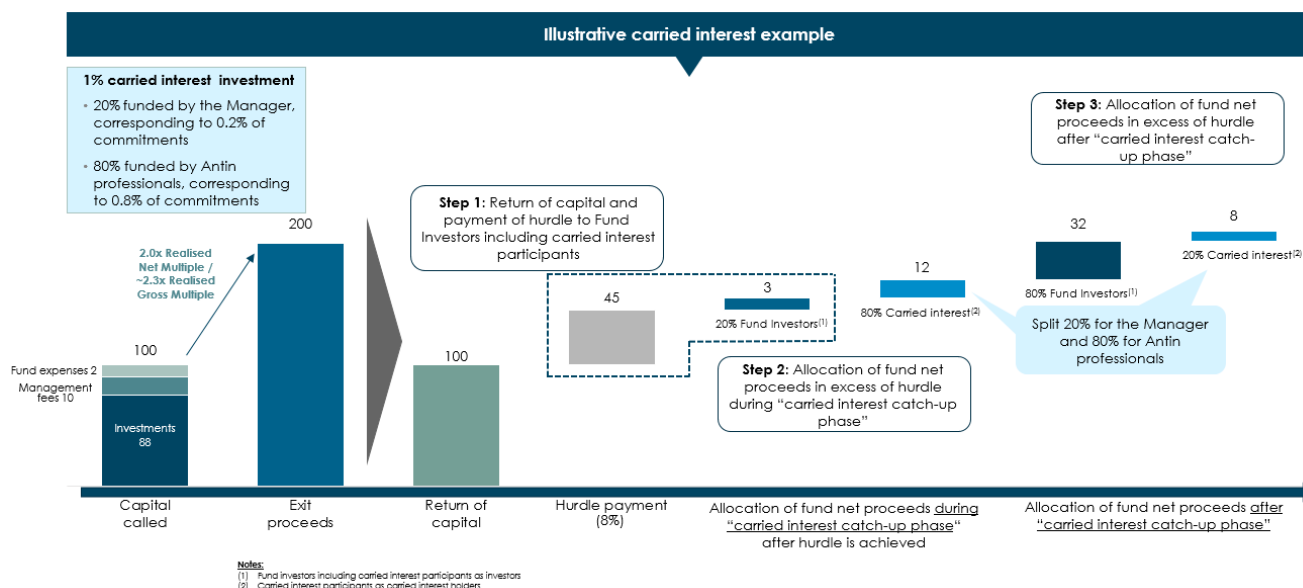 Illustrative carried interest example
1% carried interest investment
• 20% funded by the Manager,
corresponding to 0.2% of
commitments
• 80% funded by Antin
professionals, corresponding
to 0.8% of commitments
Step 3: Allocation of fund net
proceeds in excess of hurdle
after “carried interest catch-
up phase”
Step 1: Return of capital and
payment of hurdle to Fund
Investors including carried interest
participants
200
2.0x Realised
Net Multiple /
~2.3x Realised
Gross Multiple
32
8
20% Carried interest(2)
12
3
45
80% Fund Investors(1)
80% Carried interest(2)
20% Fund Investors(1)
Split 20% for the Manager
and 80% for Antin
professionals
100
100
Fund expenses 2
Management
fees 10
Investments
88
Step 2: Allocation of fund net
proceeds in excess of hurdle
during “carried interest catch-up
phase”
Capital
called
Exit
proceeds
Return of
capital
Hurdle payment
(8%)
Allocation of fund net proceeds during
“carried interest catch-up phase“
after hurdle is achieved
Allocation of fund net proceeds after
“carried interest catch-up phase”
Notes:
(1) Fund investors including carried interest participants as investors
(2) Carried interest participants as carried interest holders